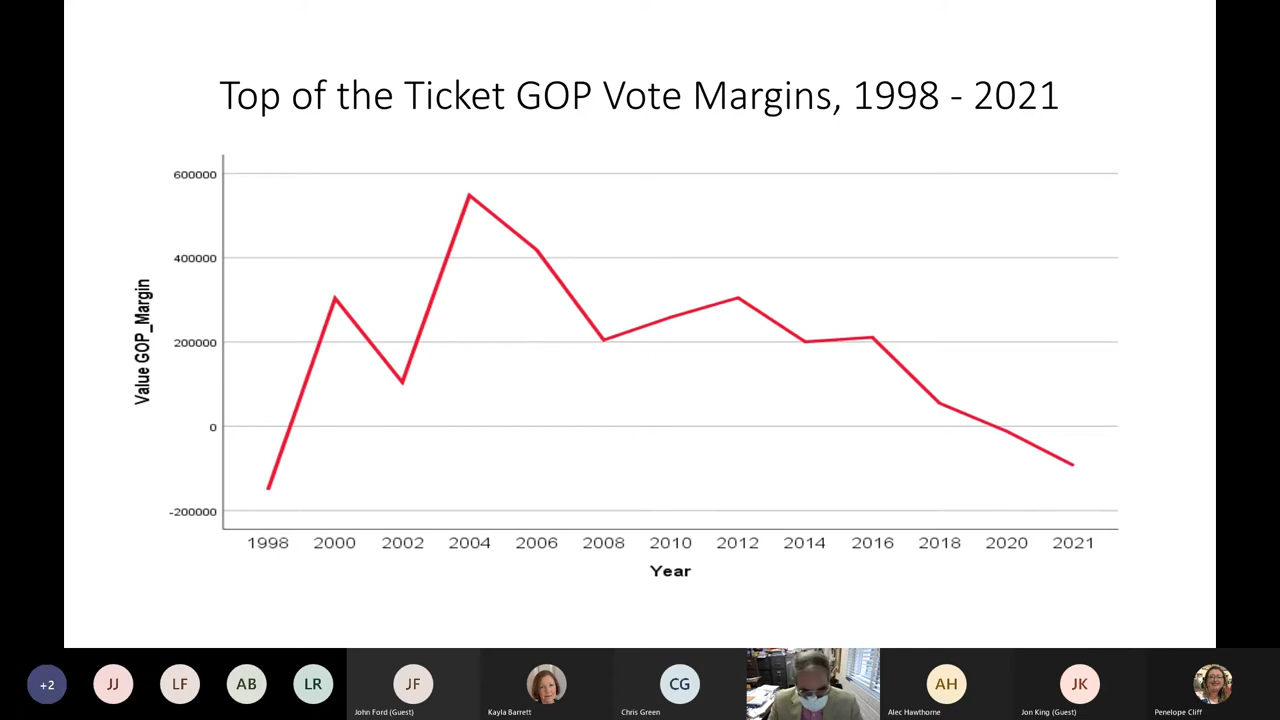 Top of the Ticket GOP Vote Margins, 1998 - 2021
600000
400000
200000
0
-200000
Value GOP_Margin
1998 2000 2002 2004 2006 2008 2010 2012 2014 2016 2018 2020 2021
Year
+2 JJ LF AB LR JF CG AH JK
John Ford (Guest) Kayla Barrett Chris Green Alec Hawthorne Jon King (Guest) Penelope Cliff